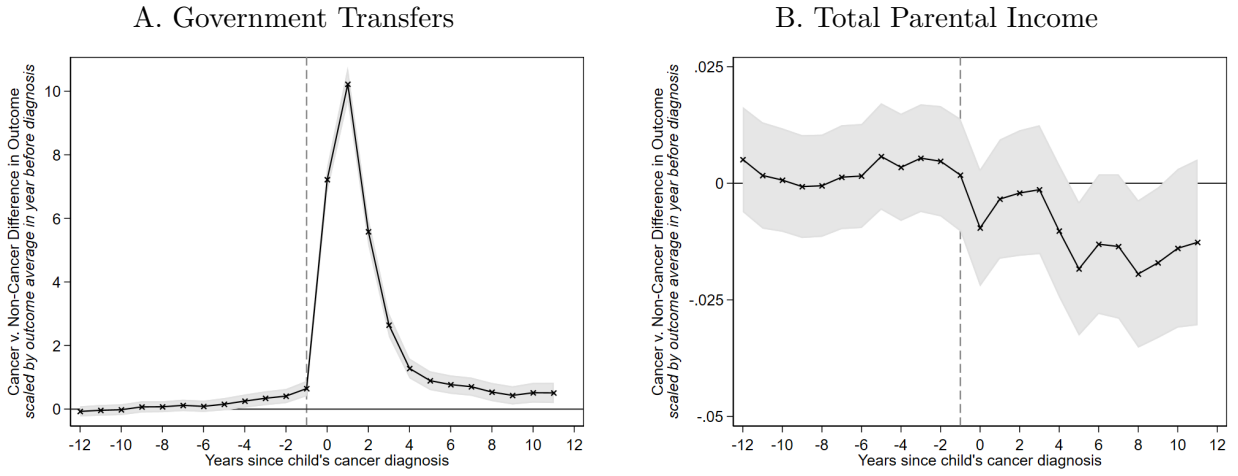 A. Government Transfers
Cancer v. Non-Cancer Difference in Outcome
scaled by outcome average in year before diagnosis
10
8
6
4
2
0
-12 -10 -8 -6 -4 -2 0 2 4 6 8 10 12
Years since child's cancer diagnosis
B. Total Parental Income
Cancer v. Non-Cancer Difference in Outcome
scaled by outcome average in year before diagnosis
.025
0
-.025
-.05
-12 -10 -8 -6 -4 -2 0 2 4 6 8 10 12
Years since child's cancer diagnosis